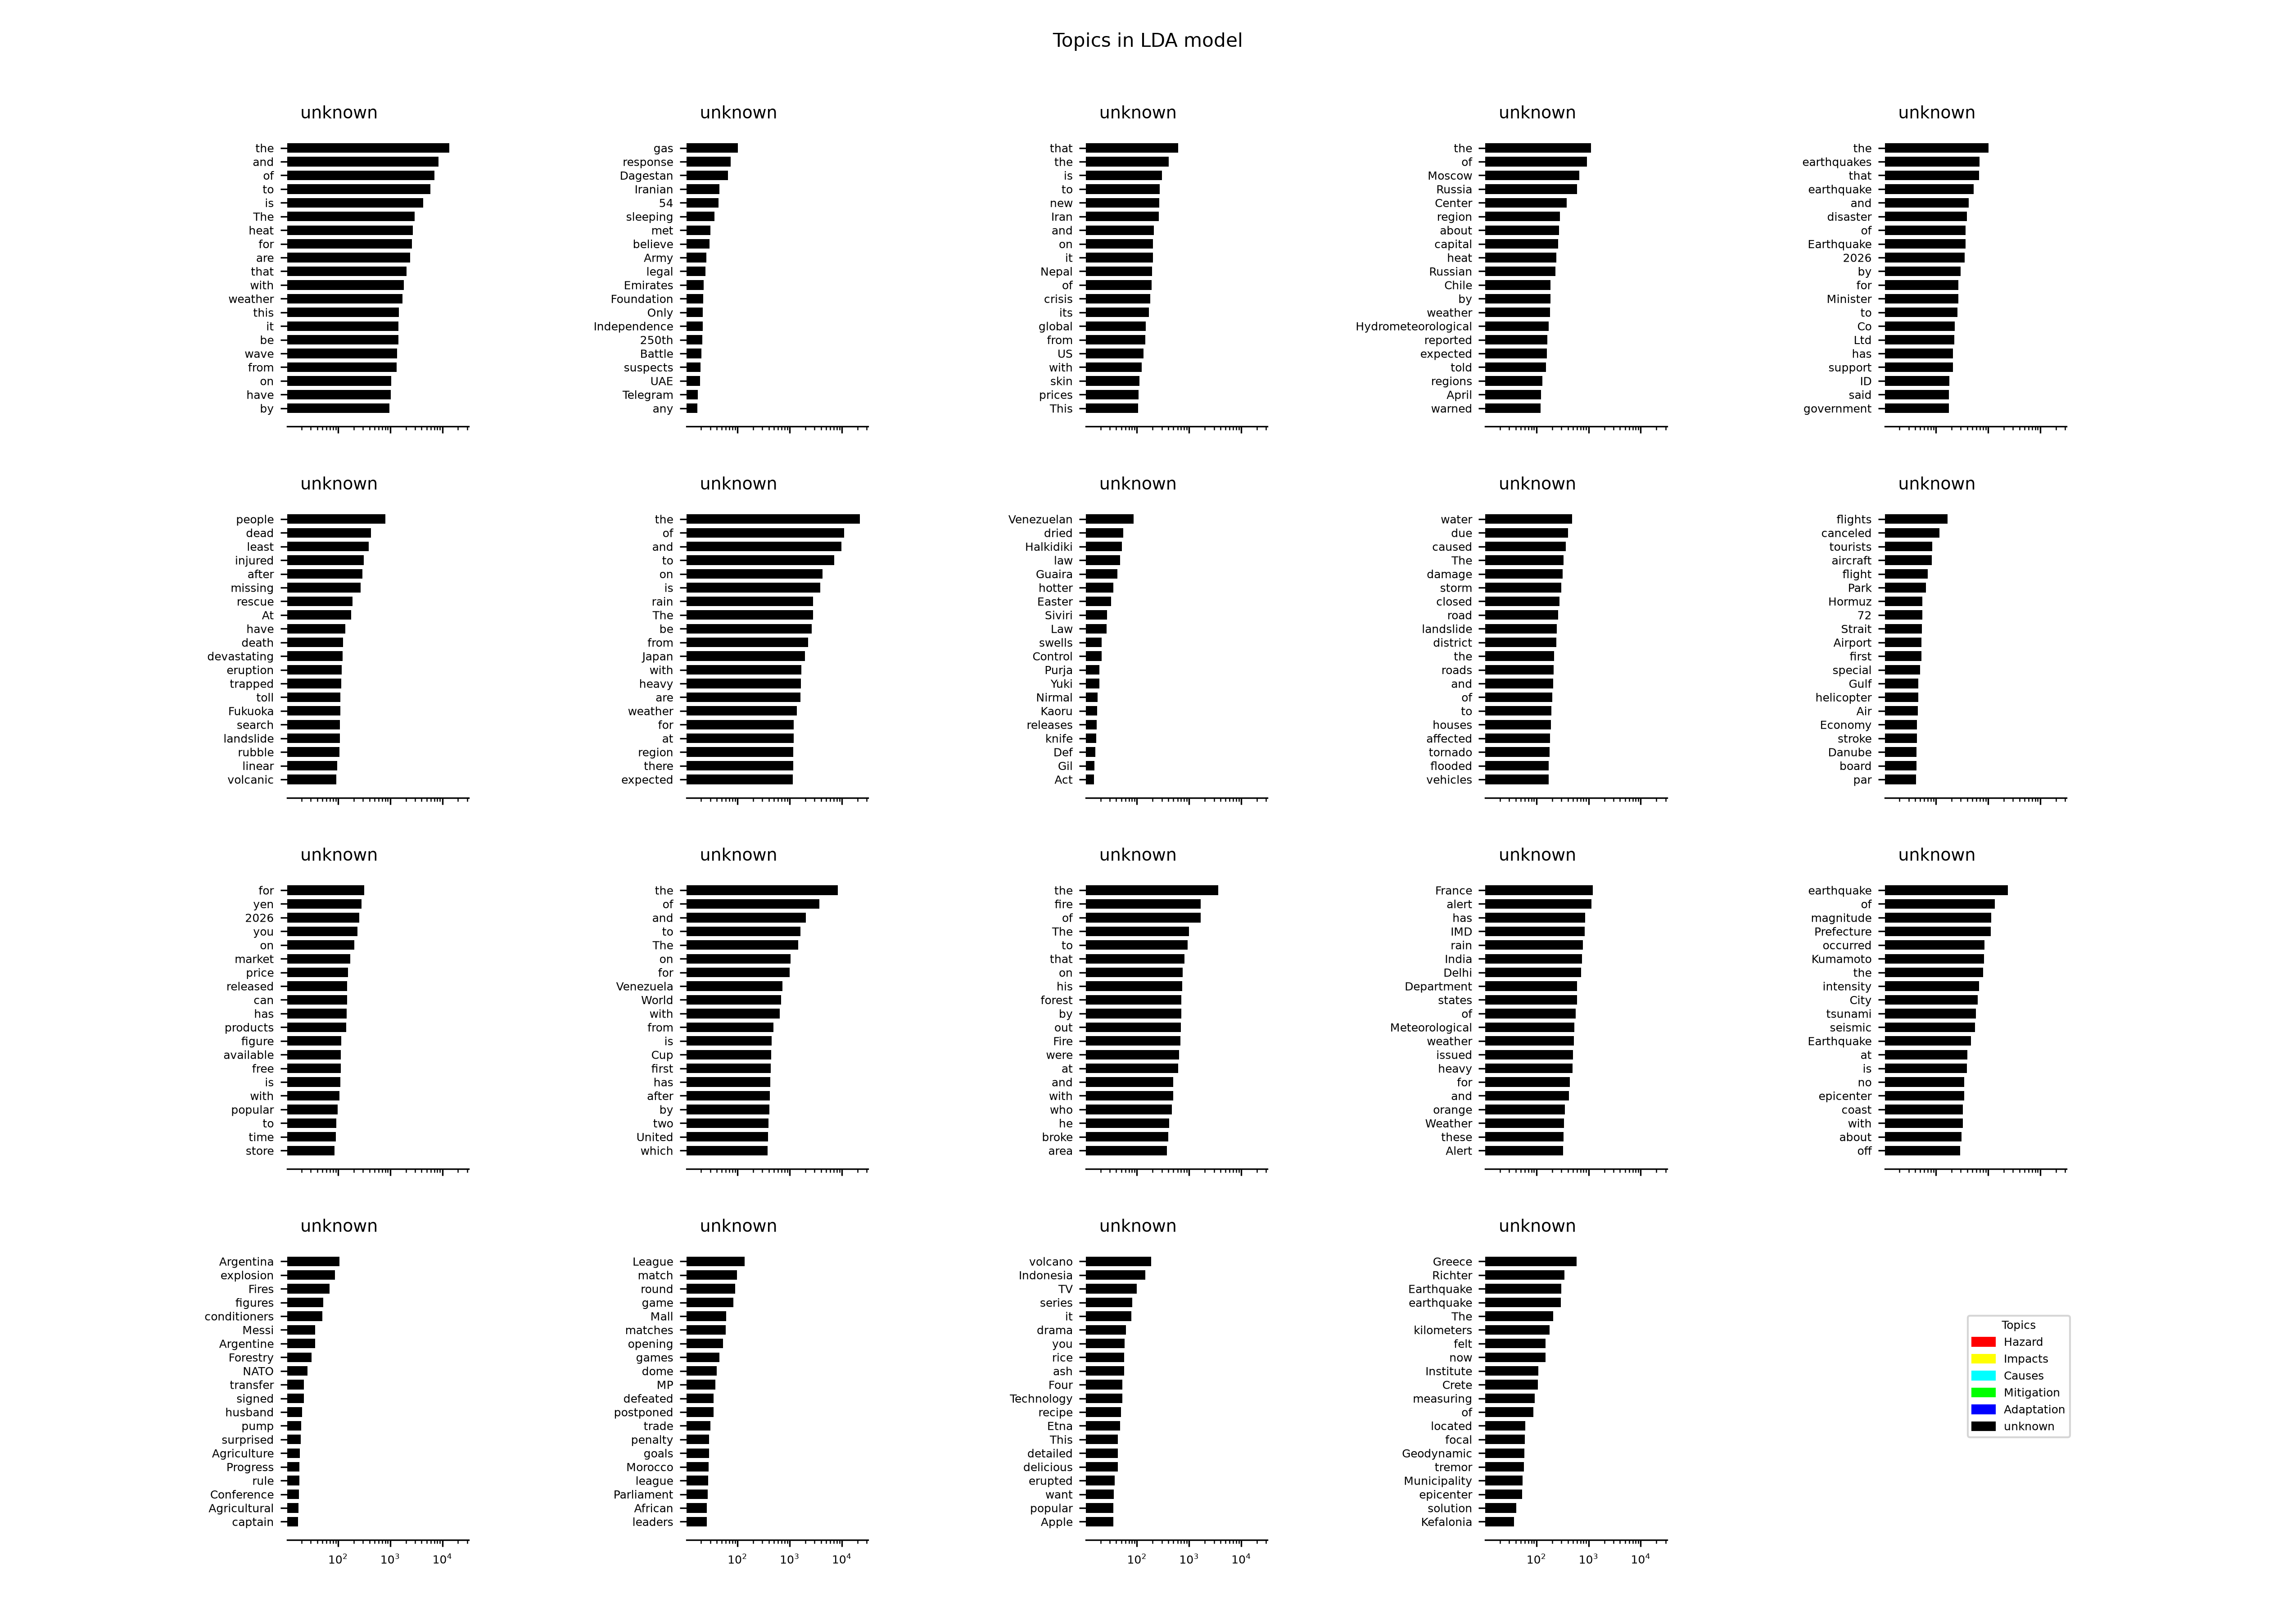 Topics in LDA model
unknown
the
and
of
to
is
The
heat
for
are
that
with
weather
this
it
be
wave
from
on
have
by
unknown
gas
response
Dagestan
Iranian
54
sleeping
met
believe
Army
legal
Emirates
Foundation
Only
Independence
250th
Battle
suspects
UAE
Telegram
any
unknown
that
the
is
to
new
Iran
and
on
it
Nepal
of
crisis
its
global
from
US
with
skin
prices
This
unknown
the
of
Moscow
Russia
Center
region
about
capital
heat
Russian
Chile
by
weather
Hydrometeorological
reported
expected
told
regions
April
warned
unknown
the
earthquakes
that
earthquake
and
disaster
of
Earthquake
2026
by
for
Minister
to
Co
Ltd
has
support
ID
said
government
unknown
people
dead
least
injured
after
missing
rescue
At
have
death
devastating
eruption
trapped
toll
Fukuoka
search
landslide
rubble
linear
volcanic
unknown
the
of
and
to
on
is
rain
The
be
from
Japan
with
heavy
are
weather
for
at
region
there
expected
unknown
Venezuelan
dried
Halkidiki
law
Guaira
hotter
Easter
Siviri
Law
swells
Control
Purja
Yuki
Nirmal
Kaoru
releases
knife
Def
Gil
Act
unknown
water
due
caused
The
damage
storm
closed
road
landslide
district
the
roads
and
of
to
houses
affected
tornado
flooded
vehicles
unknown
flights
canceled
tourists
aircraft
flight
Park
Hormuz
72
Strait
Airport
first
special
Gulf
helicopter
Air
Economy
stroke
Danube
board
par
unknown
for
yen
2026
you
on
market
price
released
can
has
products
figure
available
free
is
with
popular
to
time
store
unknown
the
of
and
to
The
on
for
Venezuela
World
with
from
is
Cup
first
has
after
by
two
United
which
unknown
the
fire
of
The
to
that
on
his
forest
by
out
Fire
were
at
and
with
who
he
broke
area
unknown
France
alert
has
IMD
rain
India
Delhi
Department
states
of
Meteorological
weather
issued
heavy
for
and
orange
Weather
these
Alert
unknown
earthquake
of
magnitude
Prefecture
occurred
Kumamoto
the
intensity
City
tsunami
seismic
Earthquake
at
is
no
epicenter
coast
with
about
off
unknown
Argentina
explosion
Fires
figures
conditioners
Messi
Argentine
Forestry
NATO
transfer
signed
husband
pump
surprised
Agriculture
Progress
rule
Conference
Agricultural
captain
10² 10³ 10⁴
unknown
League
match
round
game
Mall
matches
opening
games
dome
MP
defeated
postponed
trade
penalty
goals
Morocco
league
Parliament
African
leaders
10² 10³ 10⁴
unknown
volcano
Indonesia
TV
series
it
drama
you
rice
ash
Four
Technology
recipe
Etna
This
detailed
delicious
erupted
want
popular
Apple
10² 10³ 10⁴
unknown
Greece
Richter
Earthquake
earthquake
The
kilometers
felt
now
Institute
Crete
measuring
of
located
focal
Geodynamic
tremor
Municipality
epicenter
solution
Kefalonia
10² 10³ 10⁴
Topics
Hazard
Impacts
Causes
Mitigation
Adaptation
unknown